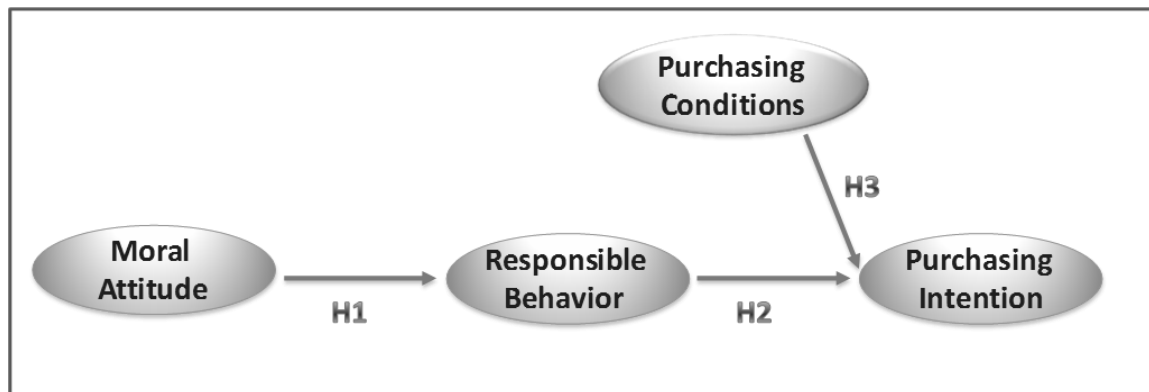 Purchasing
Conditions
H3
Moral
Attitude
H1
Responsible
Behavior
H2
Purchasing
Intention